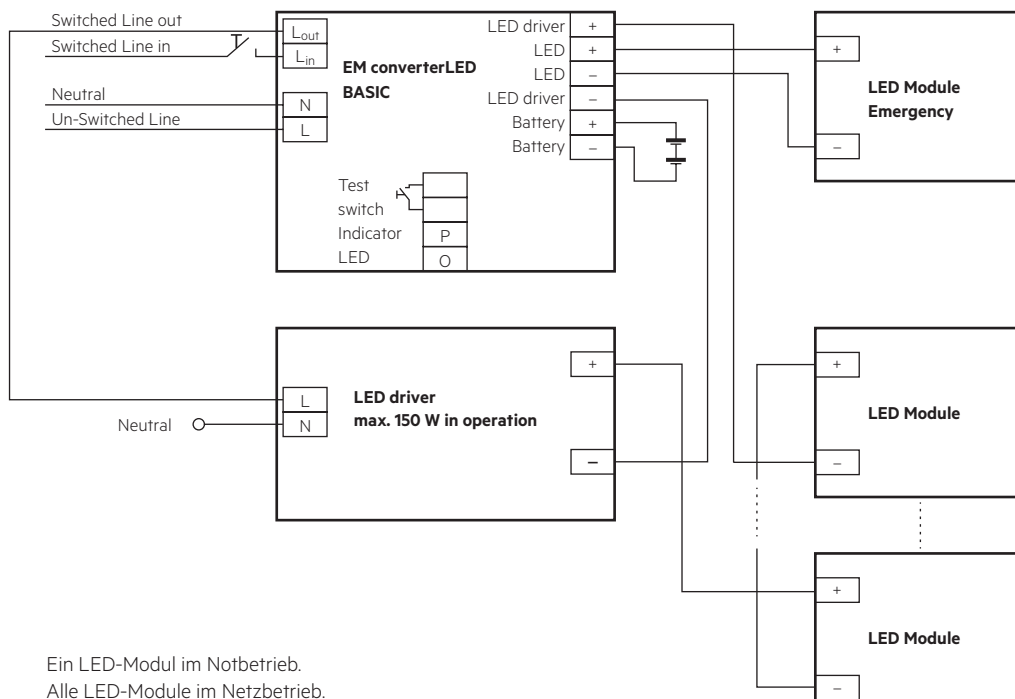 Switched Line out
Switched Line in
Neutral
Un-Switched Line
Lout
Lin
N
L
EM converterLED
BASIC
LED driver +
LED +
LED −
LED driver −
Battery +
Battery −
Test
switch
Indicator P
LED O
+
LED Module
Emergency
−
L
N
Neutral
LED driver
max. 150 W in operation
+
−
+
LED Module
−
+
LED Module
−
Ein LED-Modul im Notbetrieb.
Alle LED-Module im Netzbetrieb.